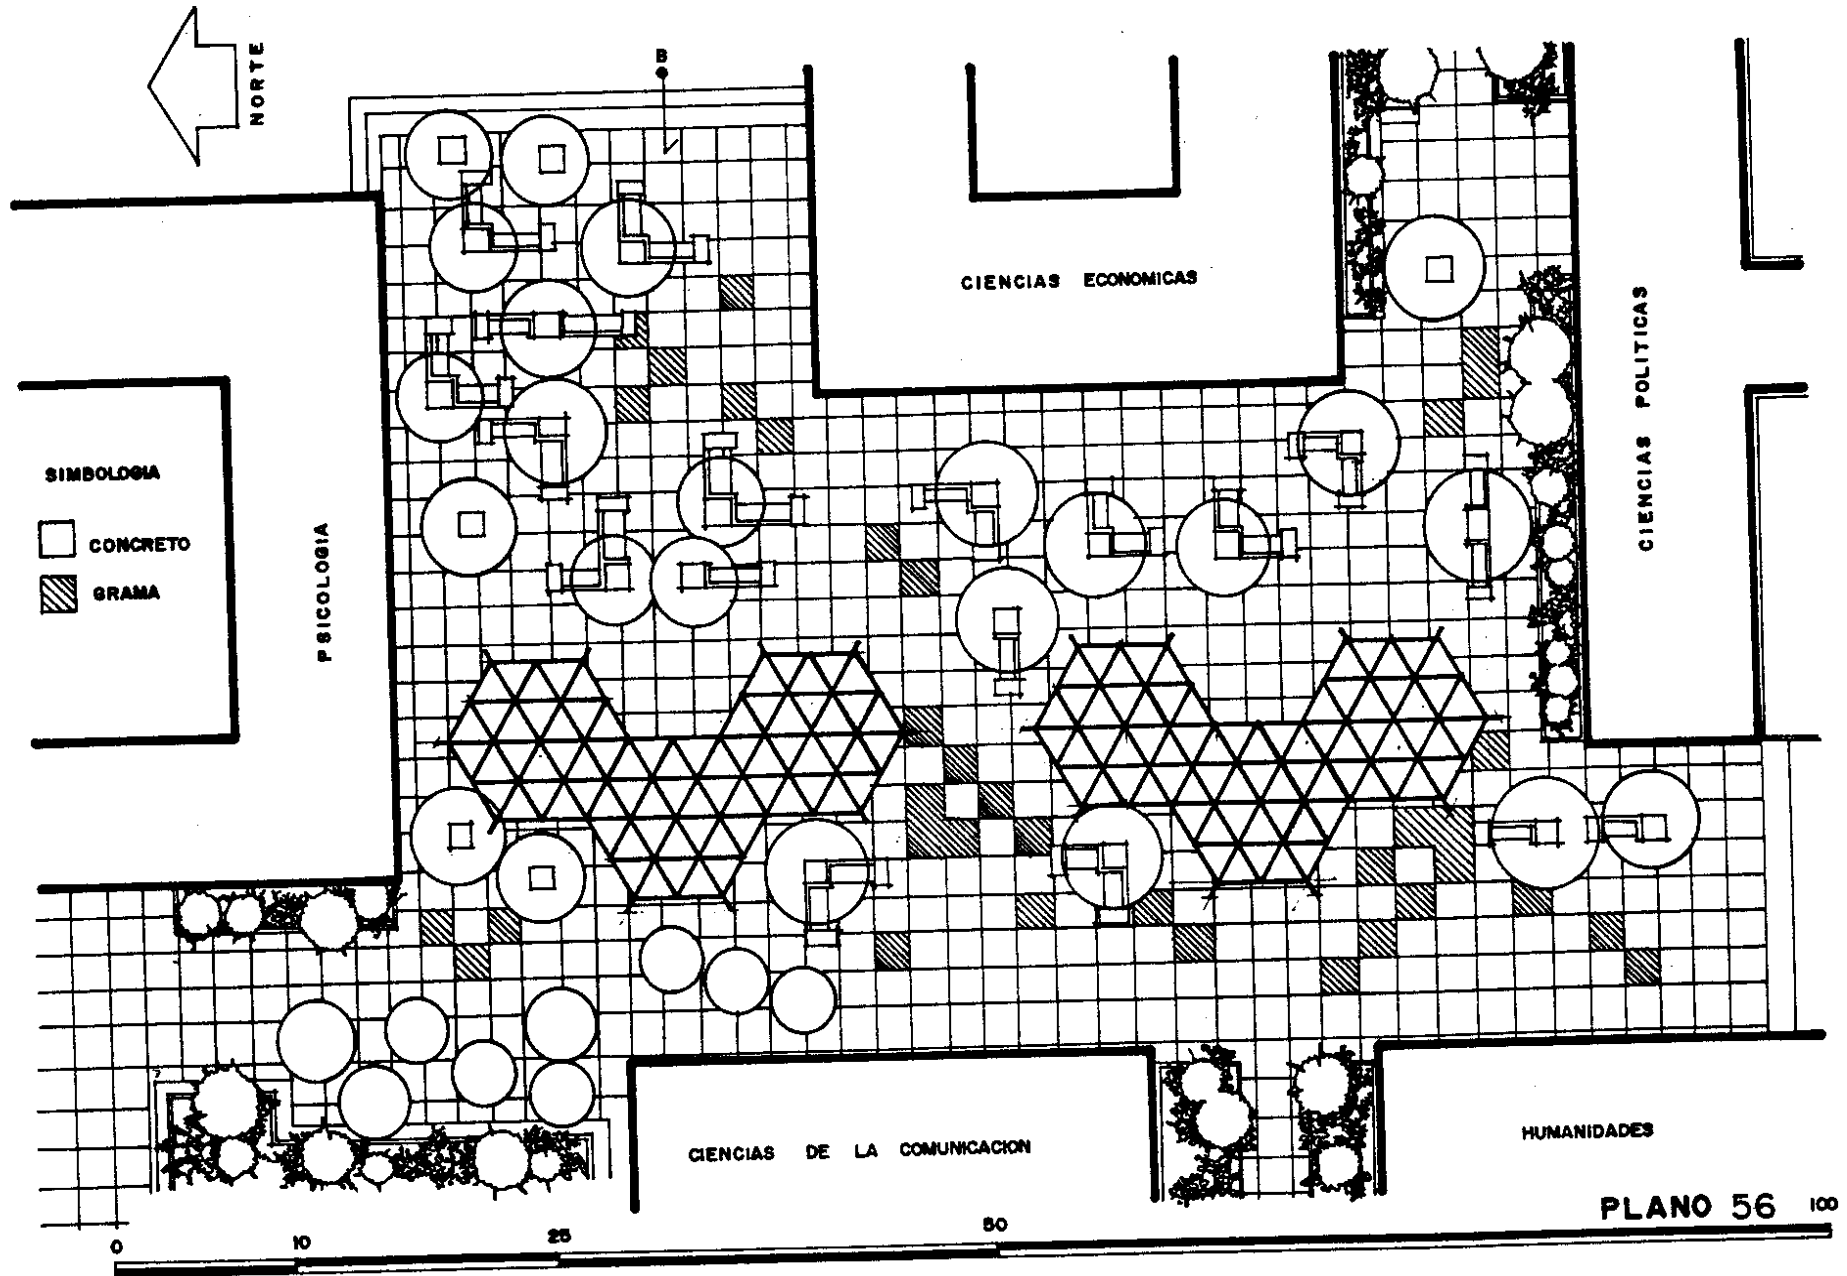 NORTE
B
CIENCIAS ECONOMICAS
CIENCIAS POLITICAS
SIMBOLOGIA
CONCRETO
GRAMA
PSICOLOGIA
CIENCIAS DE LA COMUNICACION
HUMANIDADES
PLANO 56
0 10 25 50 100